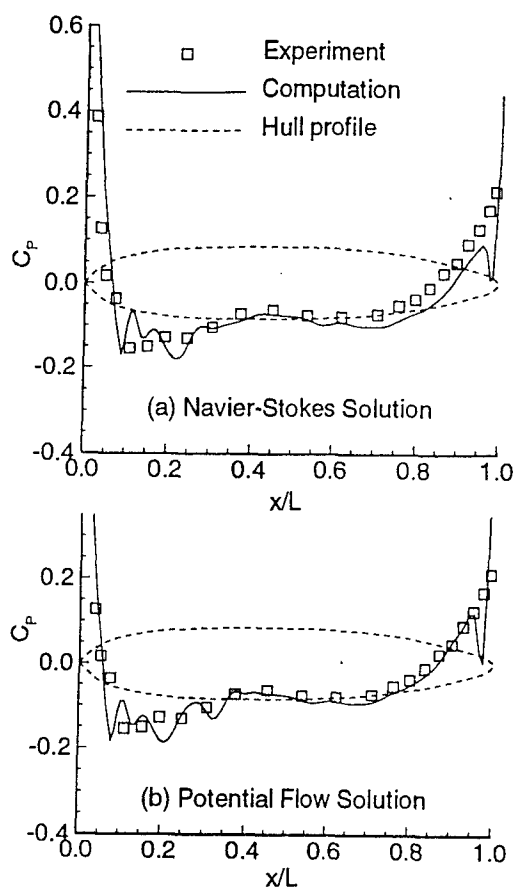 0.6
Experiment
Computation
Hull profile
0.4
0.2
C_P
0.0
-0.2
(a) Navier-Stokes Solution
-0.4
0.0 0.2 0.4 0.6 0.8 1.0
x/L
0.2
C_P
0.0
-0.2
(b) Potential Flow Solution
-0.4
0.0 0.2 0.4 0.6 0.8 1.0
x/L